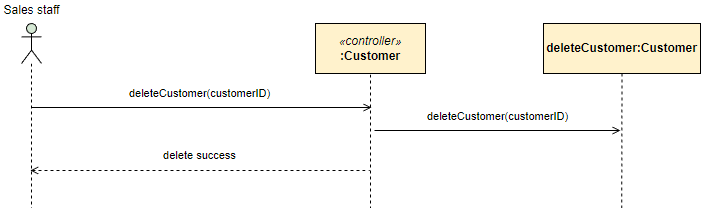 Sales staff
«controller»
:Customer
deleteCustomer:Customer
deleteCustomer(customerID)
deleteCustomer(customerID)
delete success